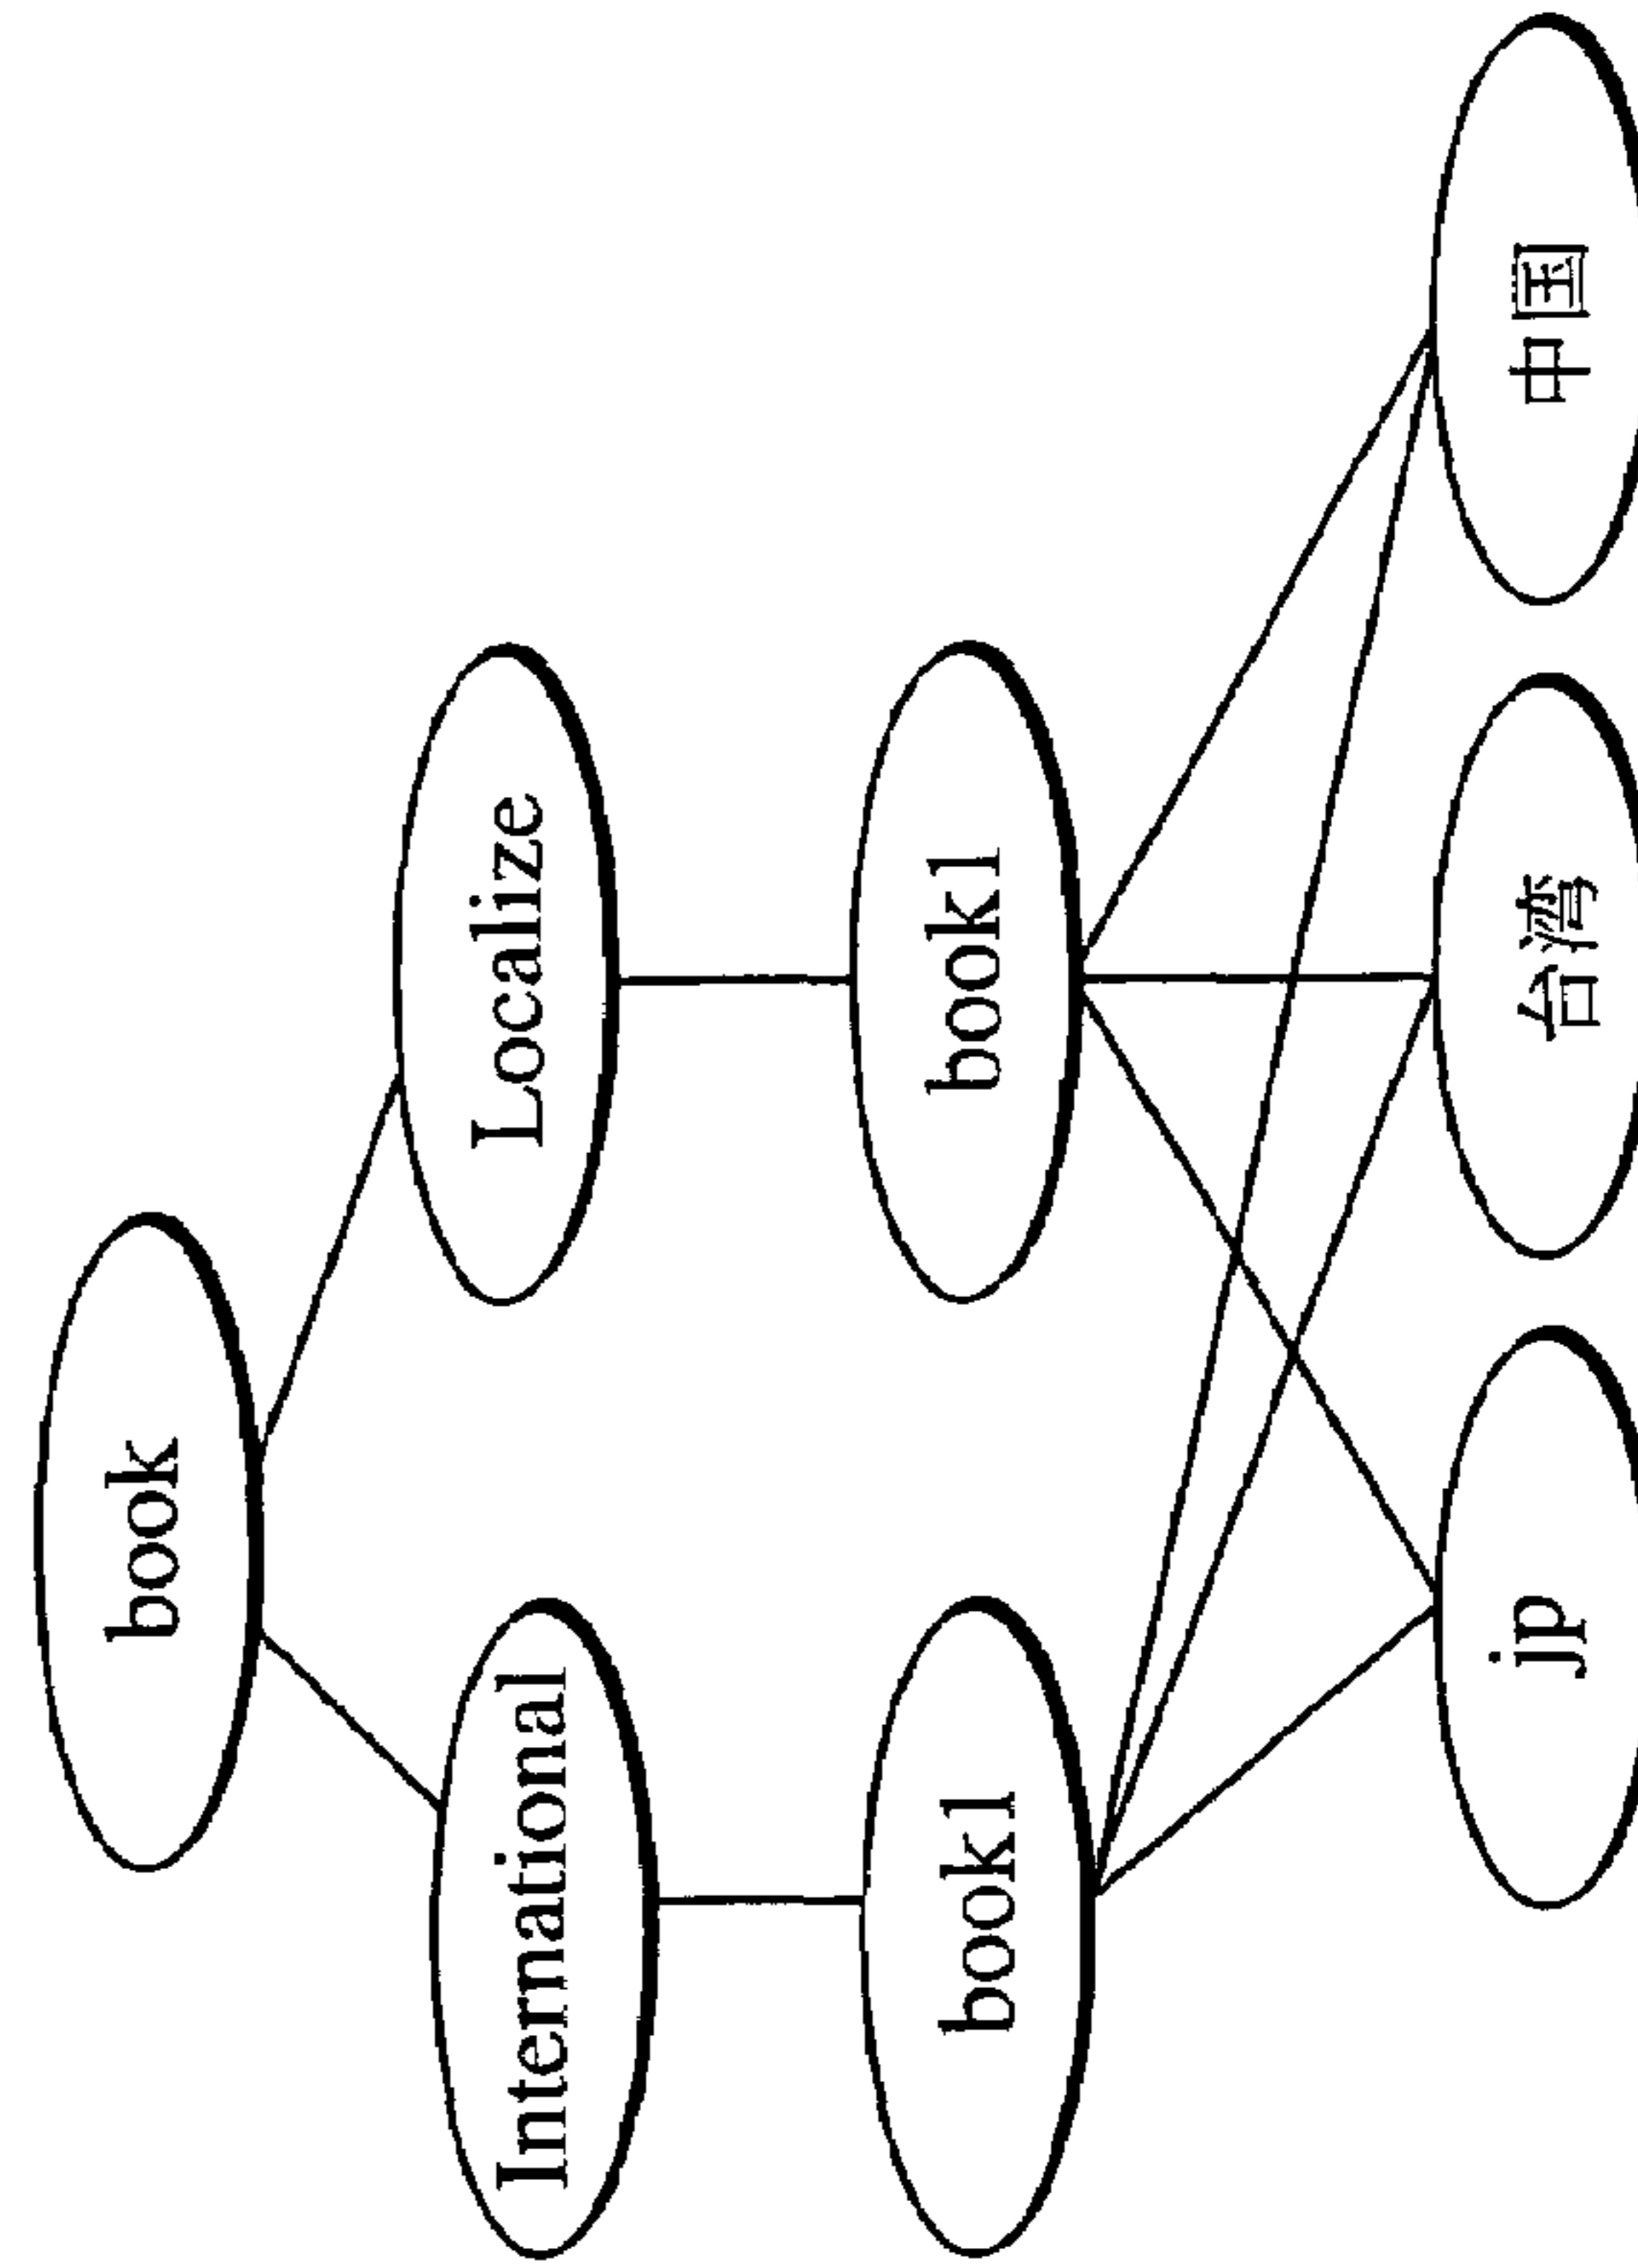 book
International
Localize
book1
book1
jp
台湾
中国